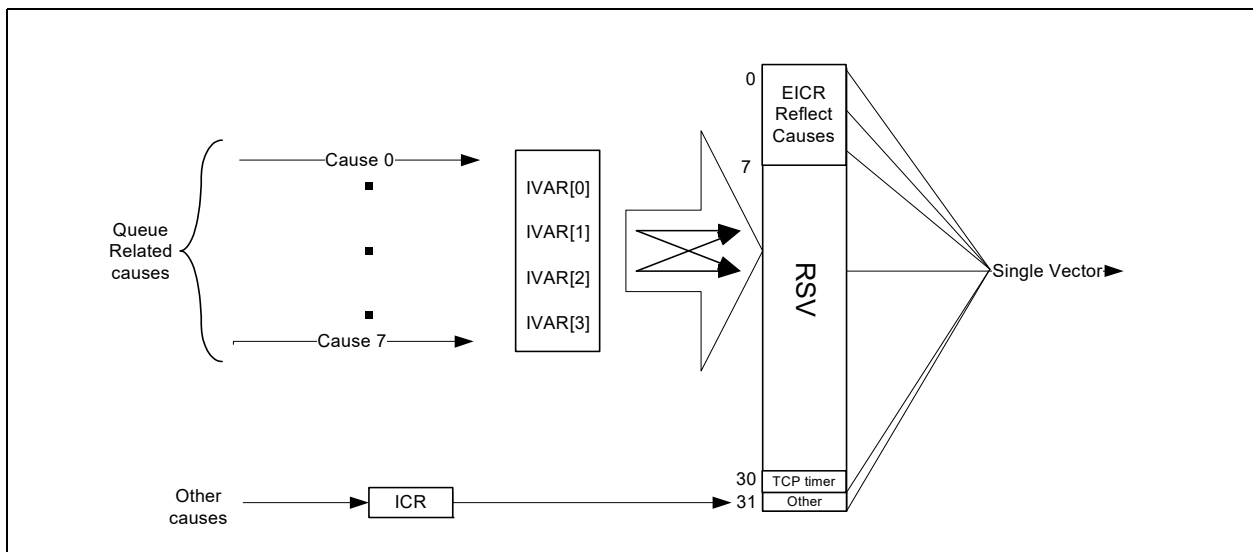 0
EICR
Reflect
Causes
7
Queue
Related
causes
Cause 0
Cause 7
IVAR[0]
IVAR[1]
IVAR[2]
IVAR[3]
RSV
Single Vector
30
TCP timer
31
Other
Other
causes
ICR